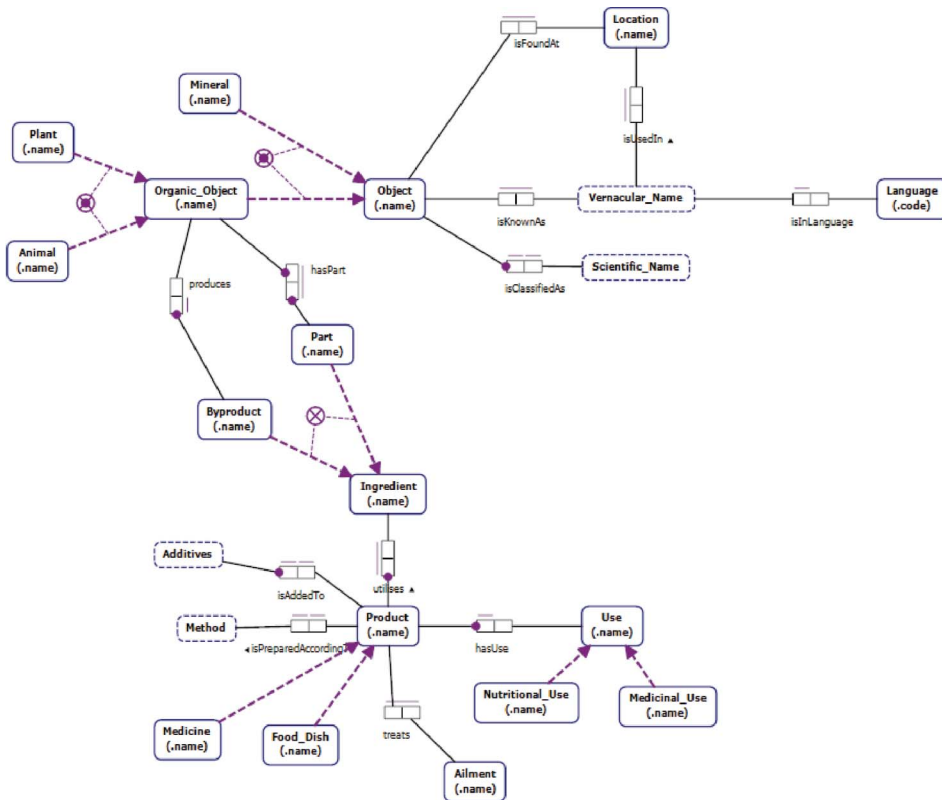 Location
(.name)
isFoundAt
Mineral
(.name)
Plant
(.name)
isUsedIn ▲
Organic_Object
(.name)
Object
(.name)
Vernacular_Name
Language
(.code)
isKnownAs
isInLanguage
Animal
(.name)
Scientific_Name
isClassifiedAs
hasPart
produces
Part
(.name)
Byproduct
(.name)
Ingredient
(.name)
Additives
utilises ▲
isAddedTo
Product
(.name)
Use
(.name)
Method
◄ isPreparedAccording
hasUse
Nutritional_Use
(.name)
Medicinal_Use
(.name)
Medicine
(.name)
Food_Dish
(.name)
treats
Ailment
(.name)